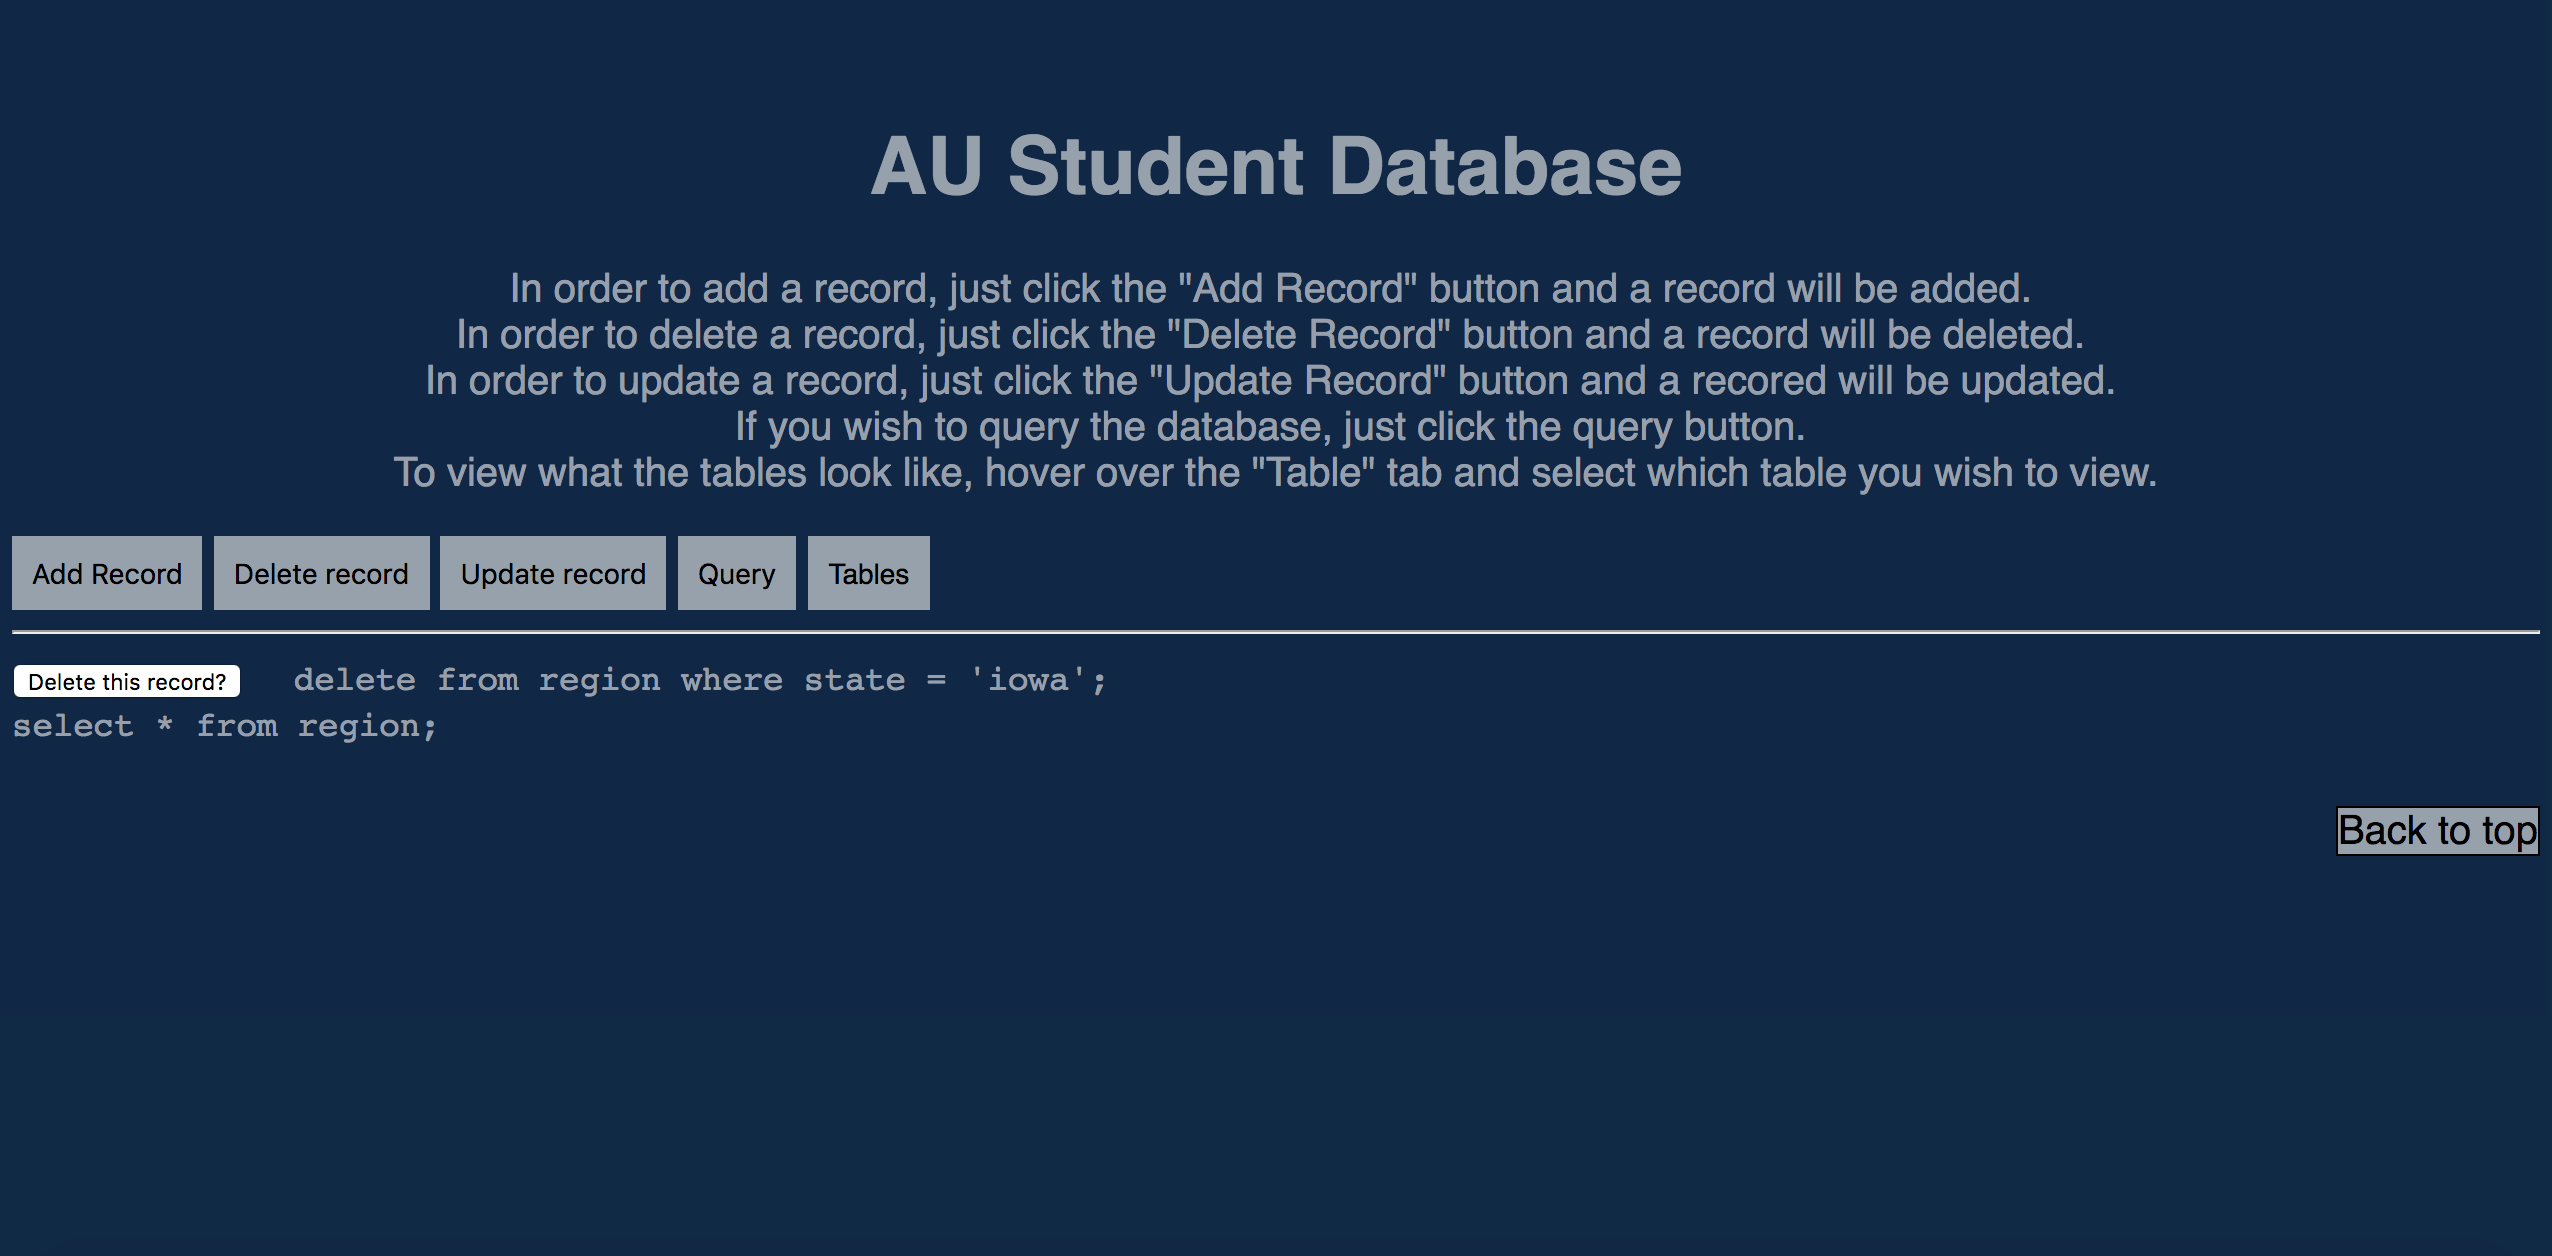 AU Student Database
In order to add a record, just click the "Add Record" button and a record will be added.
In order to delete a record, just click the "Delete Record" button and a record will be deleted.
In order to update a record, just click the "Update Record" button and a recored will be updated.
If you wish to query the database, just click the query button.
To view what the tables look like, hover over the "Table" tab and select which table you wish to view.
Add Record Delete record Update record Query Tables
Delete this record? delete from region where state = 'iowa';
select * from region;
Back to top